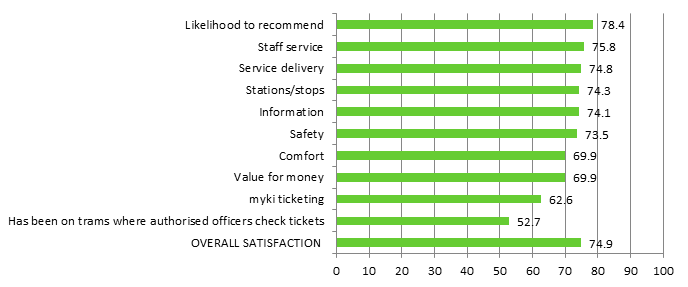 Likelihood to recommend 78.4
Staff service 75.8
Service delivery 74.8
Stations/stops 74.3
Information 74.1
Safety 73.5
Comfort 69.9
Value for money 69.9
myki ticketing 62.6
Has been on trams where authorised officers check tickets 52.7
OVERALL SATISFACTION 74.9
0 10 20 30 40 50 60 70 80 90 100